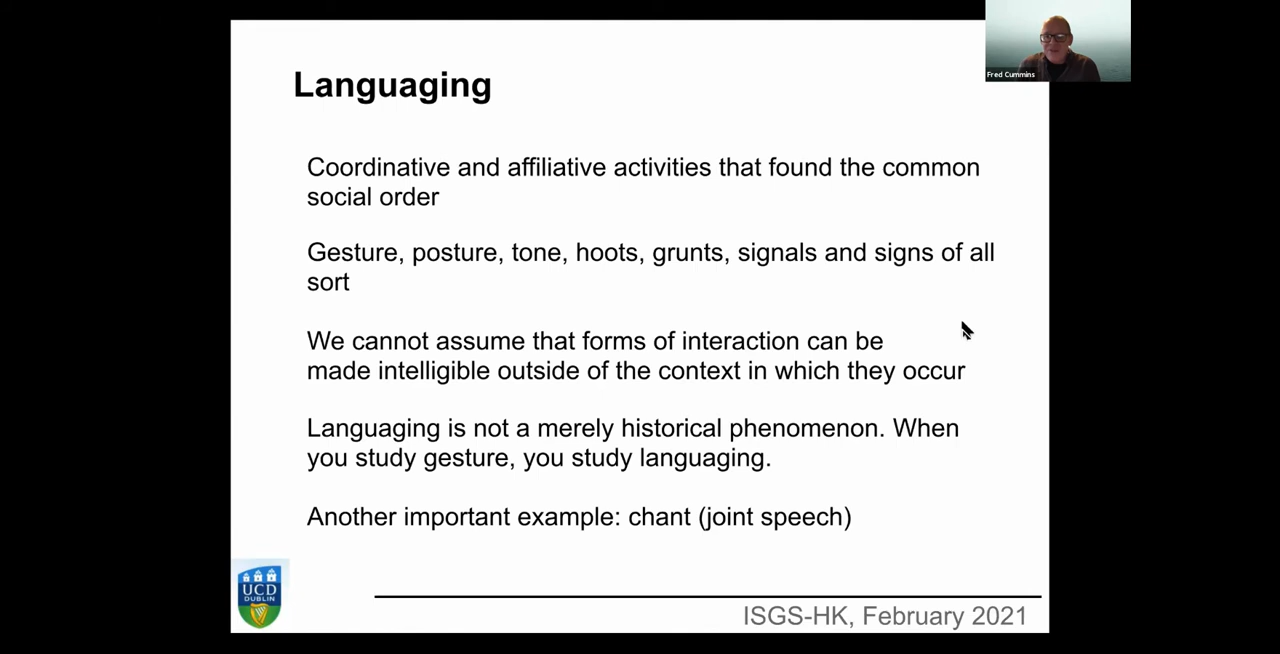 Fred Cummins
Languaging
Coordinative and affiliative activities that found the common
social order
Gesture, posture, tone, hoots, grunts, signals and signs of all
sort
We cannot assume that forms of interaction can be
made intelligible outside of the context in which they occur
Languaging is not a merely historical phenomenon. When
you study gesture, you study languaging.
Another important example: chant (joint speech)
UCD
DUBLIN
ISGS-HK, February 2021